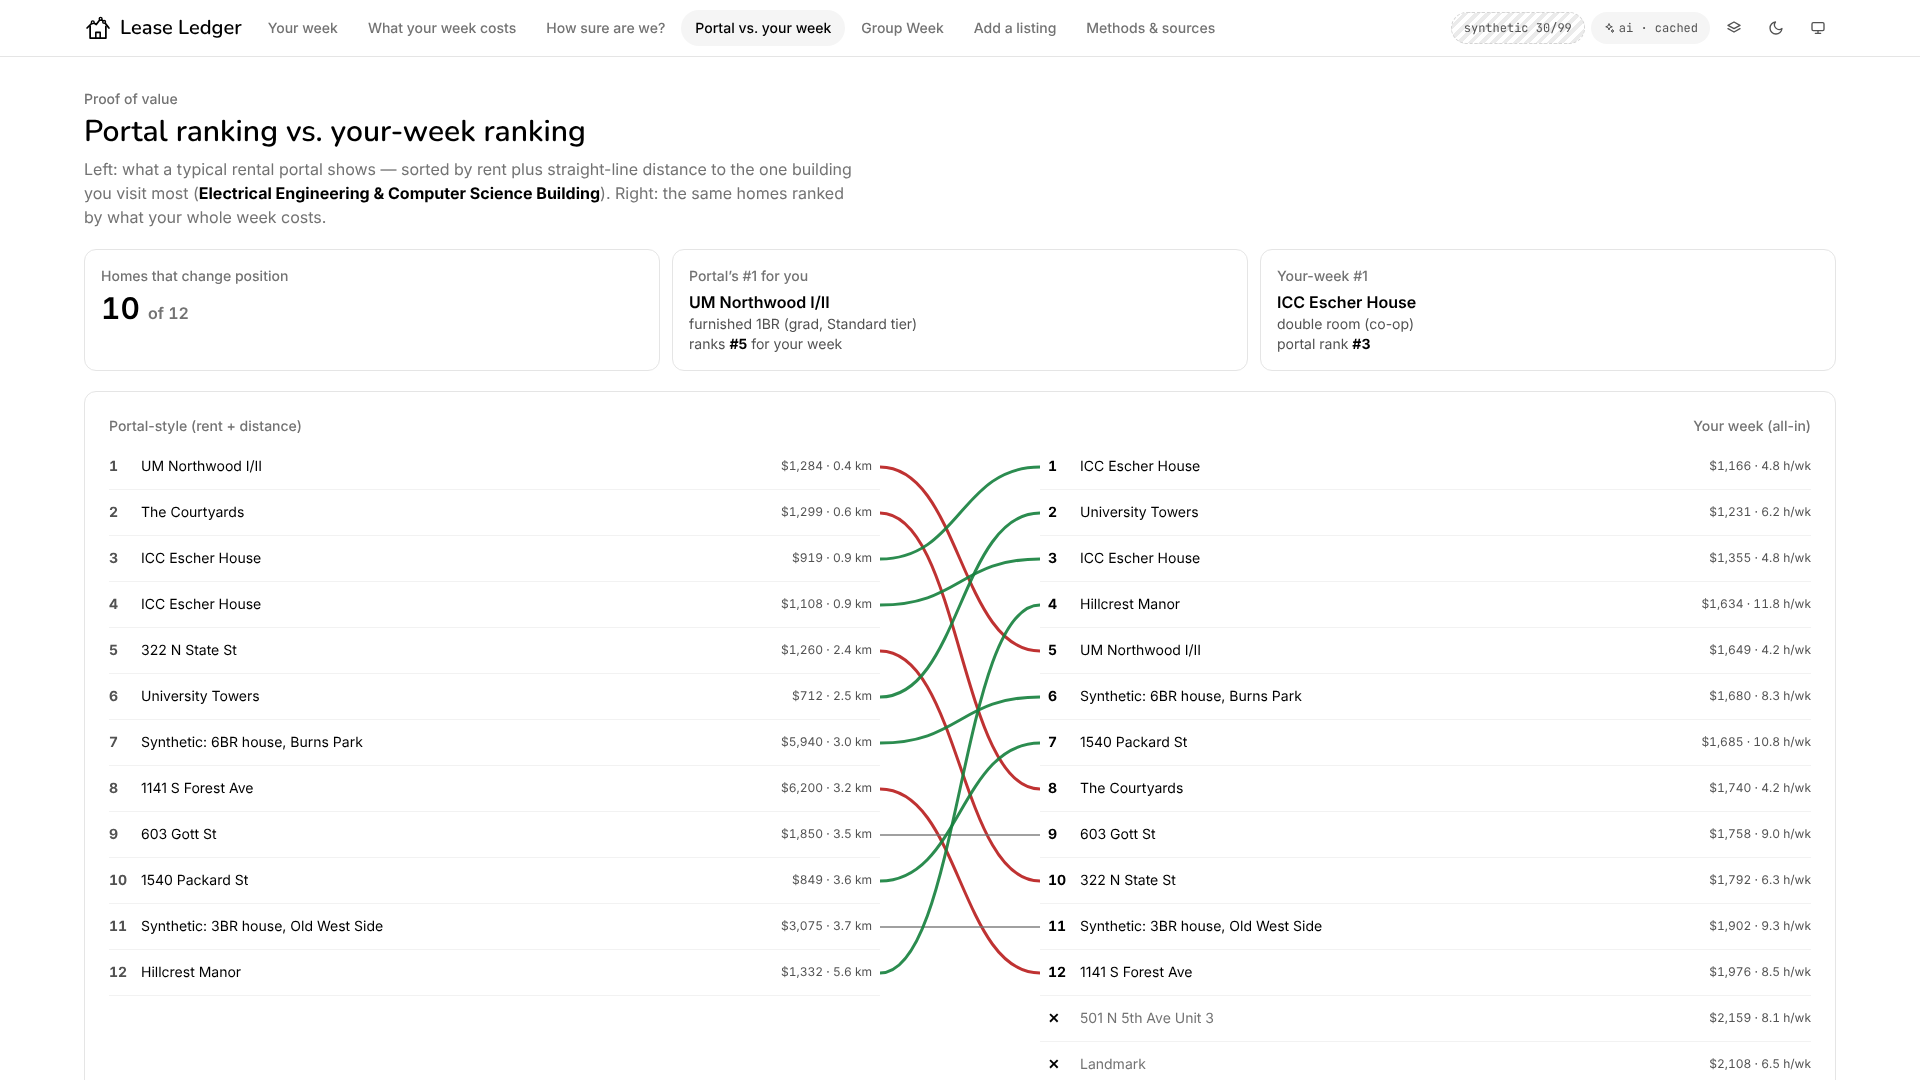 Lease Ledger
Your week
What your week costs
How sure are we?
Portal vs. your week
Group Week
Add a listing
Methods & sources
synthetic 30/99
ai · cached
Proof of value
Portal ranking vs. your-week ranking
Left: what a typical rental portal shows — sorted by rent plus straight-line distance to the one building
you visit most (Electrical Engineering & Computer Science Building). Right: the same homes ranked
by what your whole week costs.
Homes that change position
10 of 12
Portal’s #1 for you
UM Northwood I/II
furnished 1BR (grad, Standard tier)
ranks #5 for your week
Your-week #1
ICC Escher House
double room (co-op)
portal rank #3
Portal-style (rent + distance)
1 UM Northwood I/II $1,284 · 0.4 km
2 The Courtyards $1,299 · 0.6 km
3 ICC Escher House $919 · 0.9 km
4 ICC Escher House $1,108 · 0.9 km
5 322 N State St $1,260 · 2.4 km
6 University Towers $712 · 2.5 km
7 Synthetic: 6BR house, Burns Park $5,940 · 3.0 km
8 1141 S Forest Ave $6,200 · 3.2 km
9 603 Gott St $1,850 · 3.5 km
10 1540 Packard St $849 · 3.6 km
11 Synthetic: 3BR house, Old West Side $3,075 · 3.7 km
12 Hillcrest Manor $1,332 · 5.6 km
Your week (all-in)
1 ICC Escher House $1,166 · 4.8 h/wk
2 University Towers $1,231 · 6.2 h/wk
3 ICC Escher House $1,355 · 4.8 h/wk
4 Hillcrest Manor $1,634 · 11.8 h/wk
5 UM Northwood I/II $1,649 · 4.2 h/wk
6 Synthetic: 6BR house, Burns Park $1,680 · 8.3 h/wk
7 1540 Packard St $1,685 · 10.8 h/wk
8 The Courtyards $1,740 · 4.2 h/wk
9 603 Gott St $1,758 · 9.0 h/wk
10 322 N State St $1,792 · 6.3 h/wk
11 Synthetic: 3BR house, Old West Side $1,902 · 9.3 h/wk
12 1141 S Forest Ave $1,976 · 8.5 h/wk
✕ 501 N 5th Ave Unit 3 $2,159 · 8.1 h/wk
✕ Landmark $2,108 · 6.5 h/wk